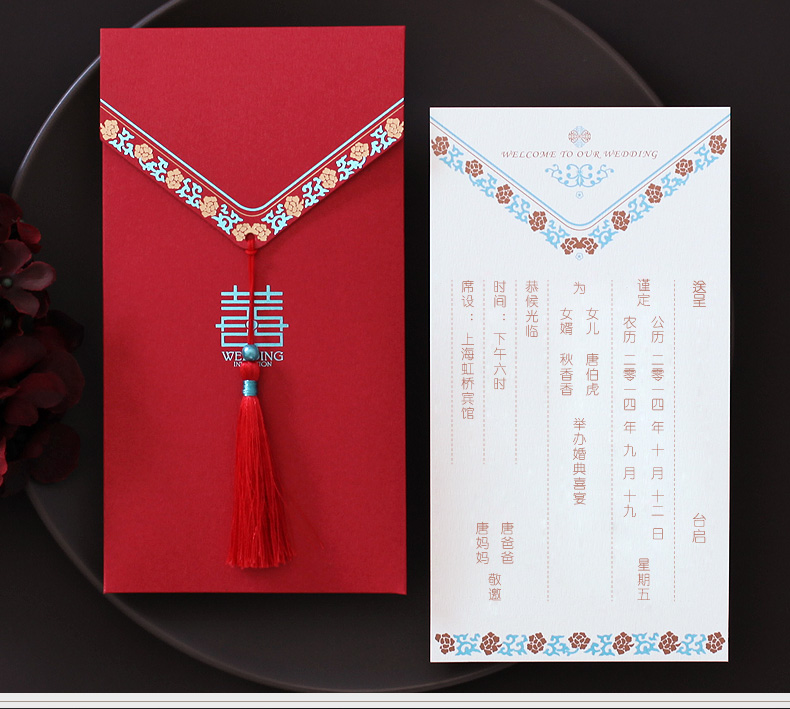 囍
WEDDING
INVITATION
WELCOME TO OUR WEDDING
送呈
台启
谨定
公历 二零一四年 十月 十二 日
农历 二零一四 年 九 月 十九
星期五
为
女儿 唐伯虎
女婿 秋香香
举办婚典喜宴
恭候光临
时间：下午六时
席设：上海虹桥宾馆
唐爸爸
唐妈妈
敬邀